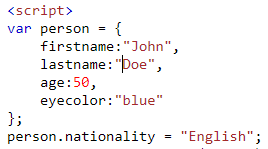 <script>
var person = {
    firstname:"John",
    lastname:"Doe",
    age:50,
    eyecolor:"blue"
};
person.nationality = "English";